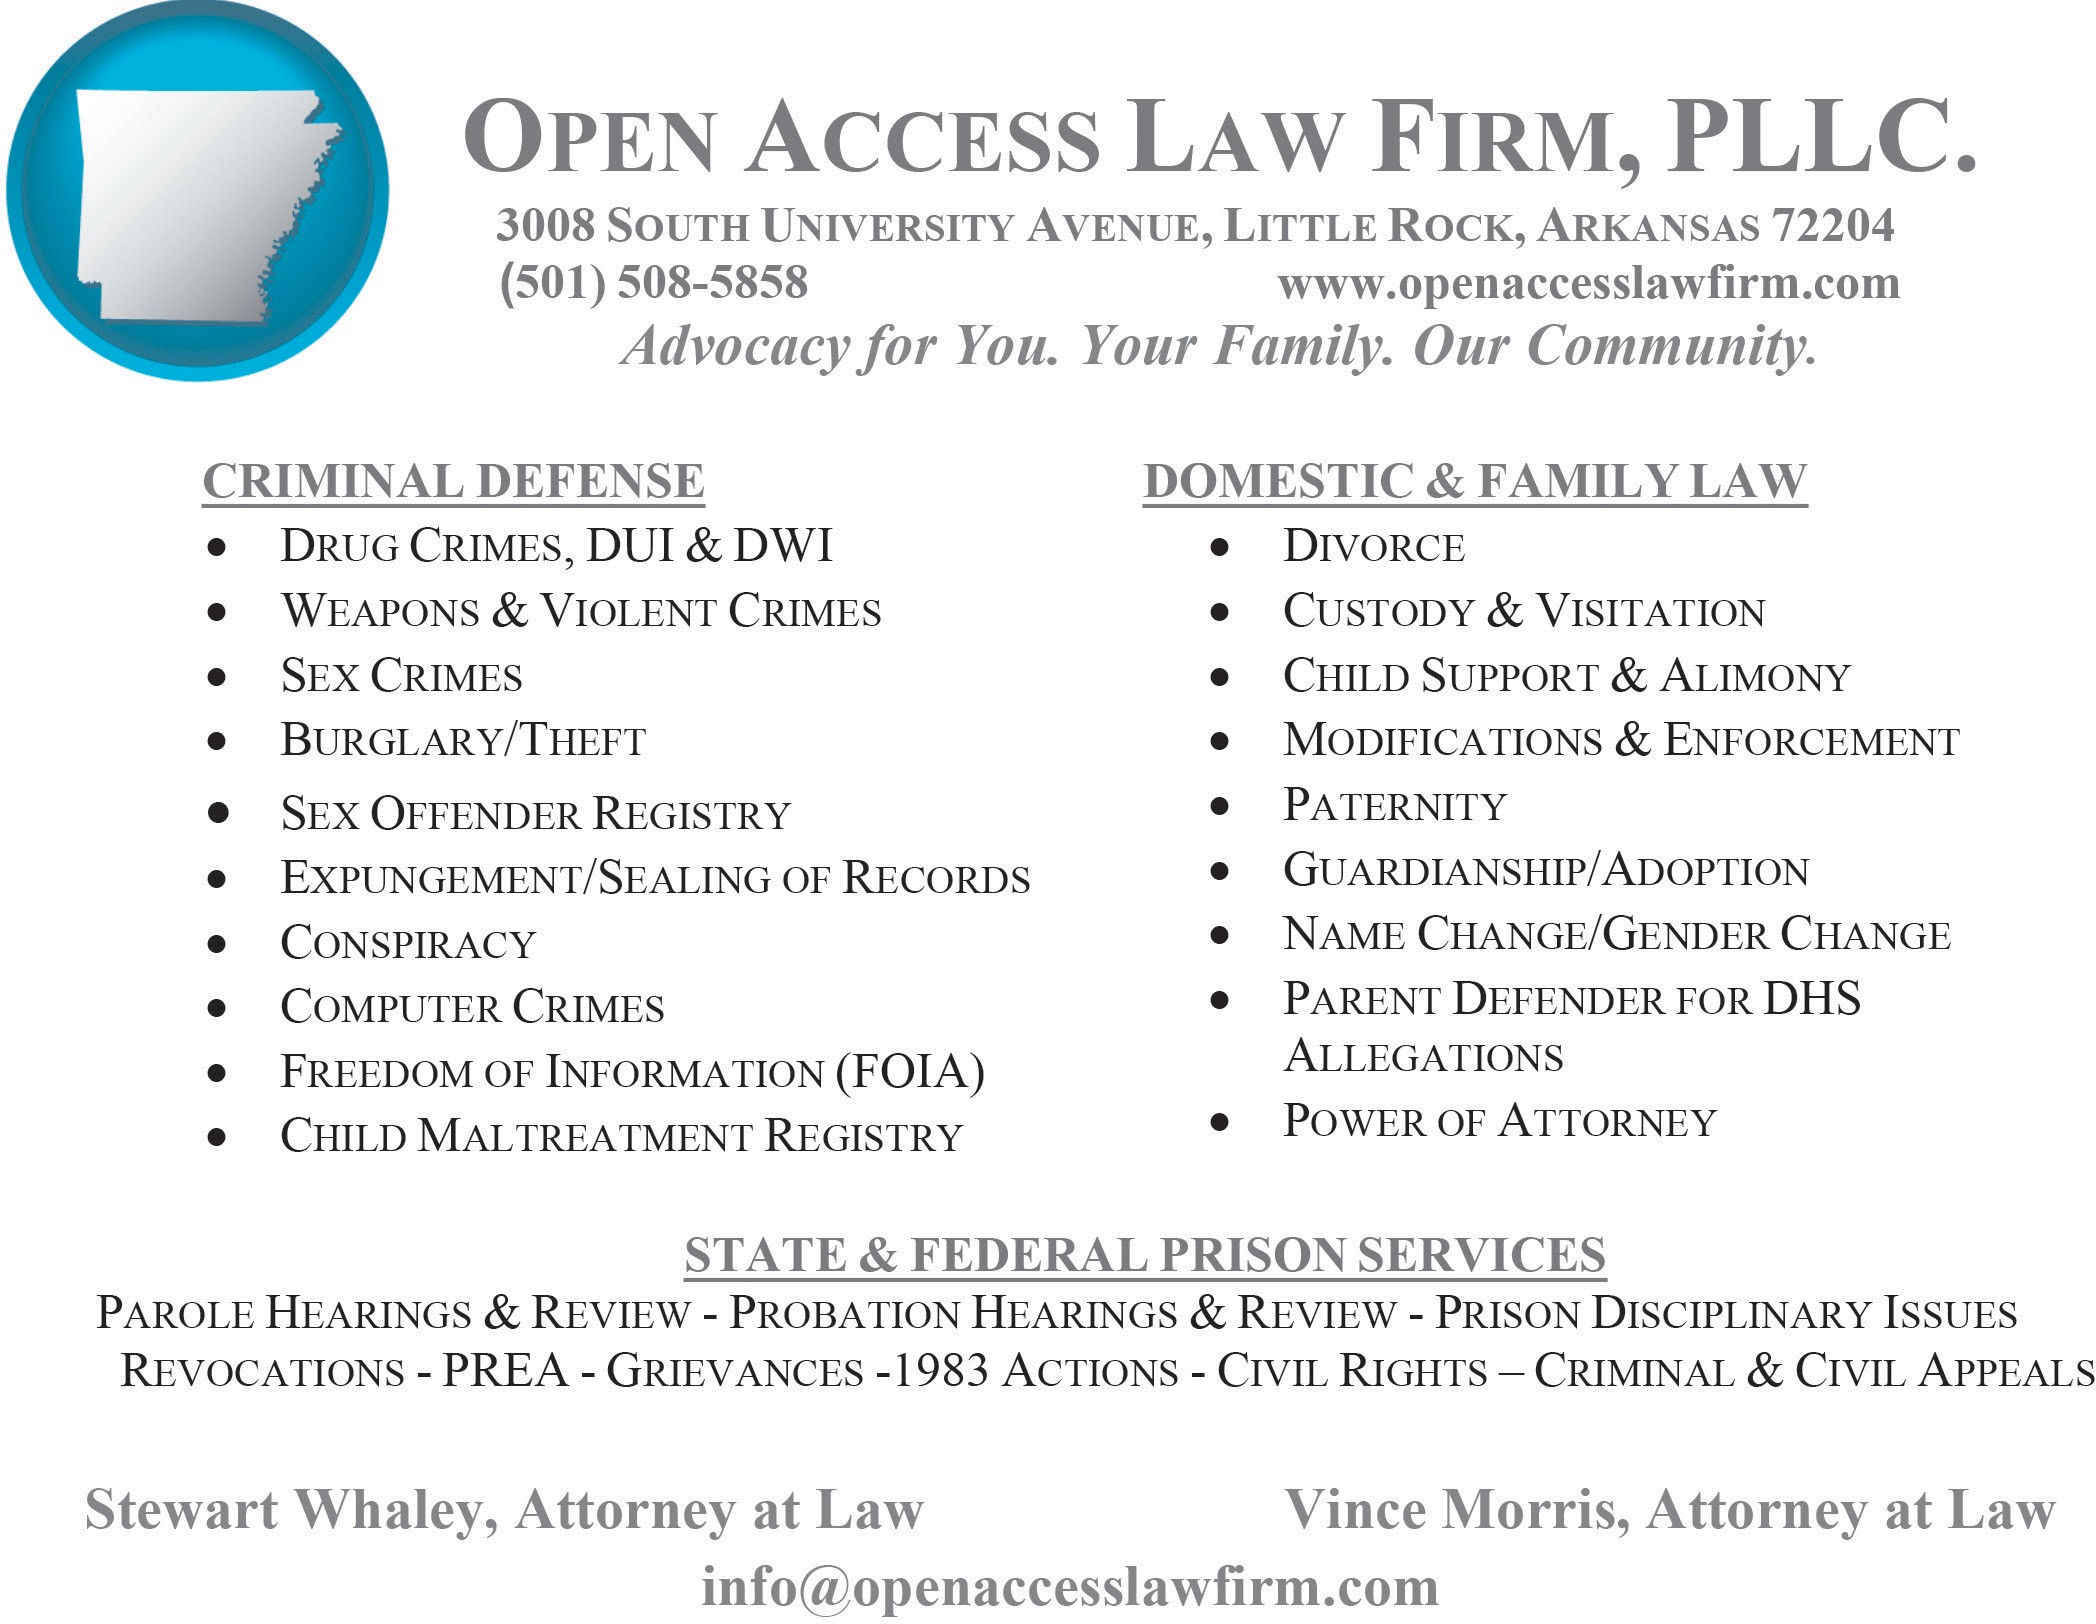 OPEN ACCESS LAW FIRM, PLLC.
3008 SOUTH UNIVERSITY AVENUE, LITTLE ROCK, ARKANSAS 72204
(501) 508-5858 www.openaccesslawfirm.com
Advocacy for You. Your Family. Our Community.
CRIMINAL DEFENSE
• DRUG CRIMES, DUI & DWI
• WEAPONS & VIOLENT CRIMES
• SEX CRIMES
• BURGLARY/THEFT
• SEX OFFENDER REGISTRY
• EXPUNGEMENT/SEALING OF RECORDS
• CONSPIRACY
• COMPUTER CRIMES
• FREEDOM OF INFORMATION (FOIA)
• CHILD MALTREATMENT REGISTRY
DOMESTIC & FAMILY LAW
• DIVORCE
• CUSTODY & VISITATION
• CHILD SUPPORT & ALIMONY
• MODIFICATIONS & ENFORCEMENT
• PATERNITY
• GUARDIANSHIP/ADOPTION
• NAME CHANGE/GENDER CHANGE
• PARENT DEFENDER FOR DHS
ALLEGATIONS
• POWER OF ATTORNEY
STATE & FEDERAL PRISON SERVICES
PAROLE HEARINGS & REVIEW - PROBATION HEARINGS & REVIEW - PRISON DISCIPLINARY ISSUES
REVOCATIONS - PREA - GRIEVANCES -1983 ACTIONS - CIVIL RIGHTS – CRIMINAL & CIVIL APPEALS
Stewart Whaley, Attorney at Law Vince Morris, Attorney at Law
info@openaccesslawfirm.com